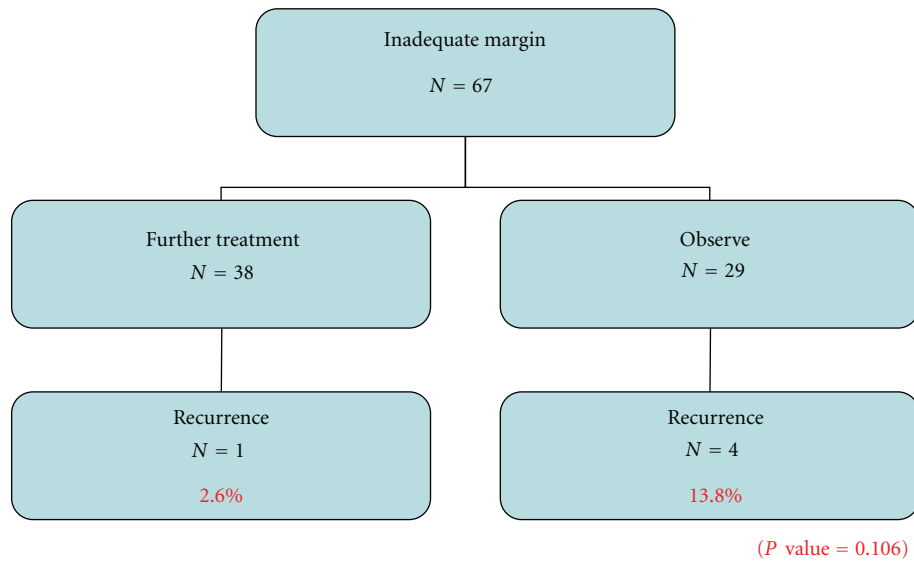 Inadequate margin
N = 67
Further treatment
N = 38
Observe
N = 29
Recurrence
N = 1
2.6%
Recurrence
N = 4
13.8%
(P value = 0.106)